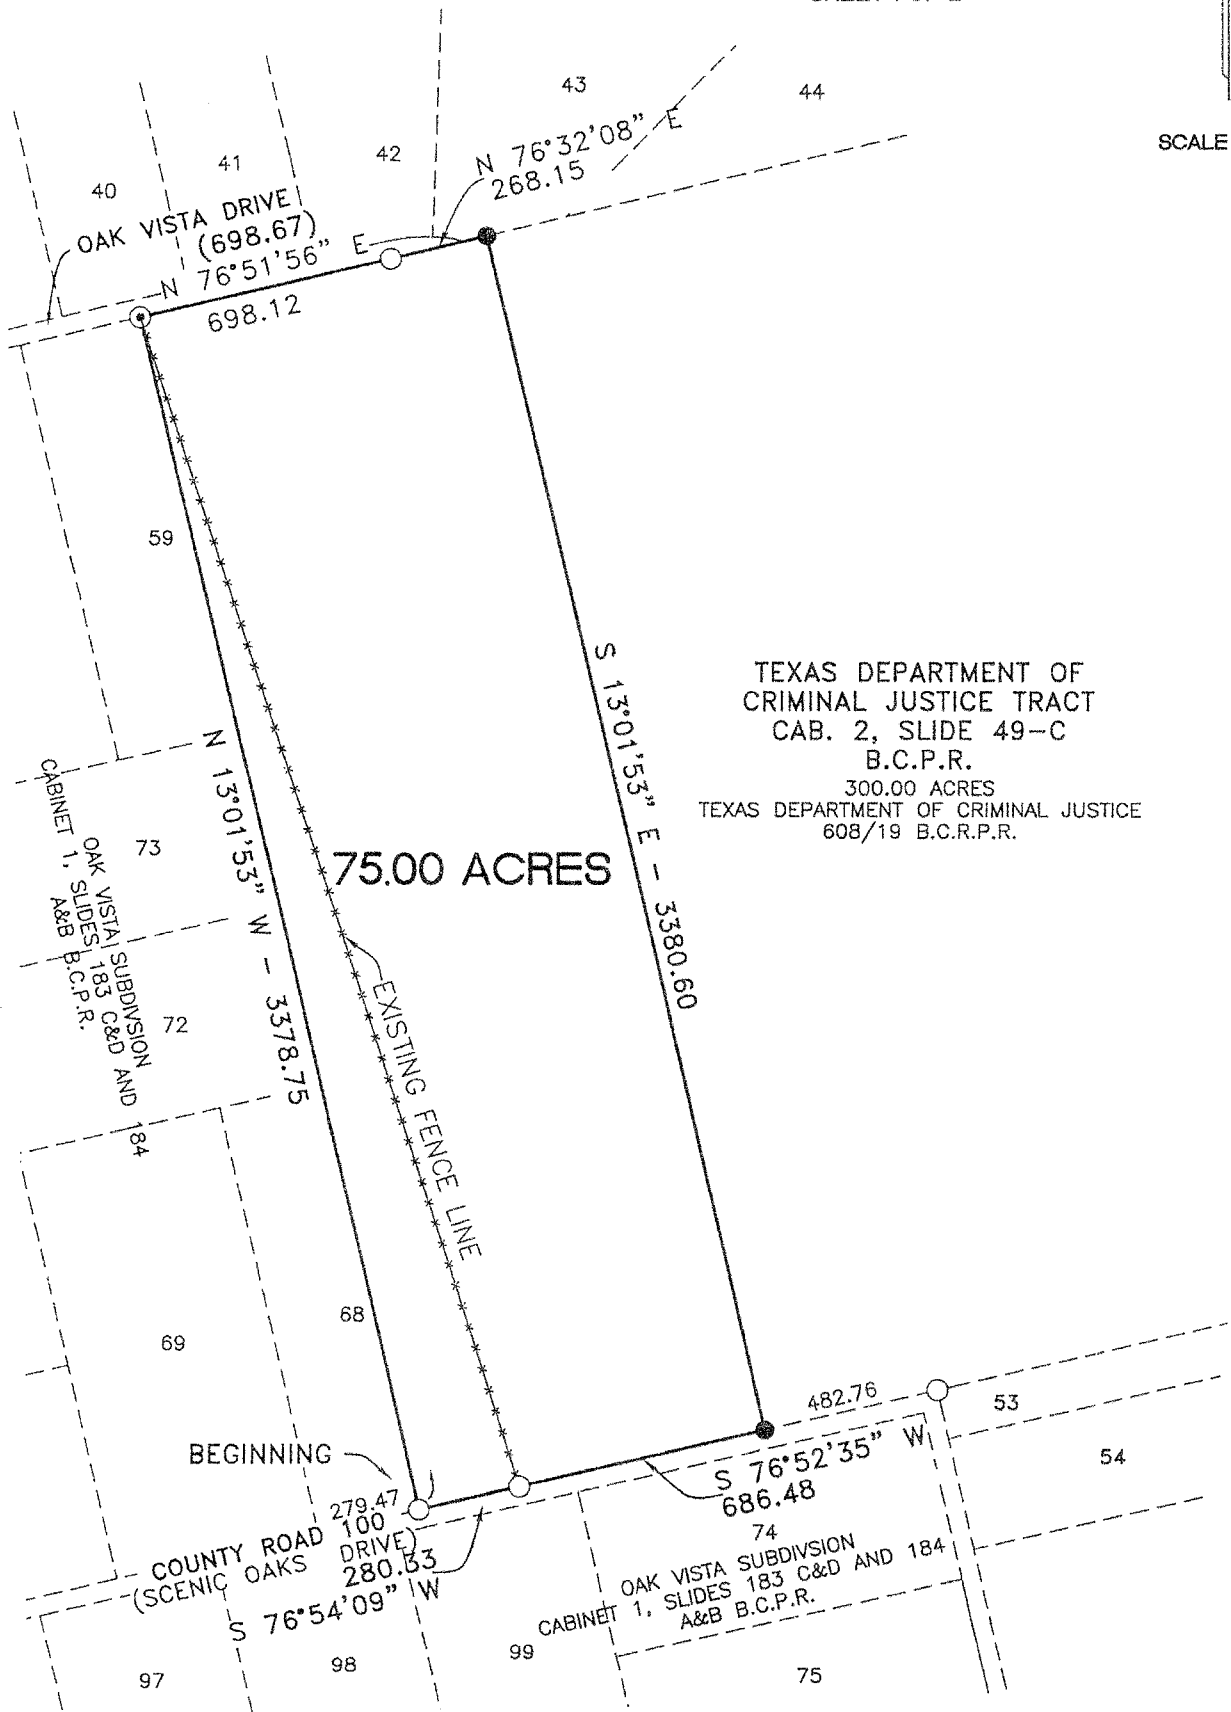 43
44
SCALE
42
41
40
N 76°32'08" E
268.15
OAK VISTA DRIVE
(698.67)
N 76°51'56" E
698.12
59
S 13°01'53" E - 3380.60
TEXAS DEPARTMENT OF
CRIMINAL JUSTICE TRACT
CAB. 2, SLIDE 49-C
B.C.P.R.
300.00 ACRES
TEXAS DEPARTMENT OF CRIMINAL JUSTICE
608/19 B.C.R.P.R.
N 13°01'53" W - 3378.75
75.00 ACRES
73
OAK VISTA SUBDIVSION
CABINET 1, SLIDES 183 C&D AND 184
A&B B.C.P.R.
72
EXISTING FENCE LINE
68
69
482.76
53
54
BEGINNING
279.47
S 76°52'35" W
686.48
COUNTY ROAD 100
(SCENIC OAKS DRIVE)
280.33
S 76°54'09" W
74
OAK VISTA SUBDIVSION
CABINET 1, SLIDES 183 C&D AND 184
A&B B.C.P.R.
97
98
99
75